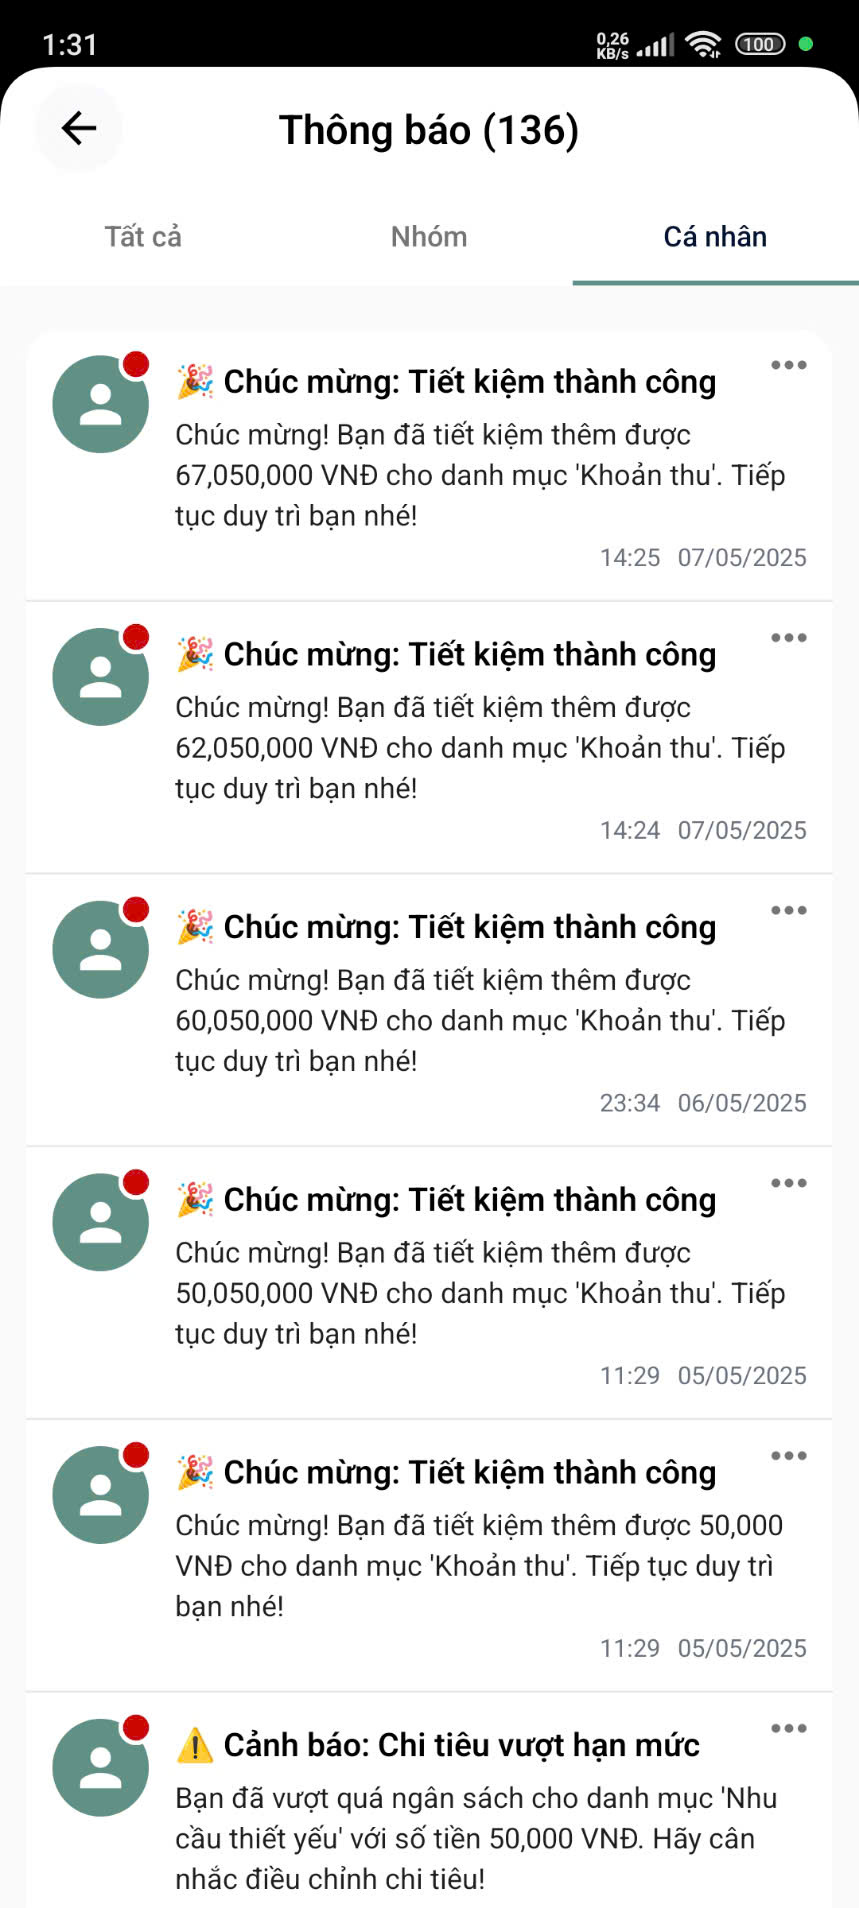 1:31
0,26
KB/s
100
Thông báo (136)
Tất cả
Nhóm
Cá nhân
🎉 Chúc mừng: Tiết kiệm thành công
Chúc mừng! Bạn đã tiết kiệm thêm được
67,050,000 VNĐ cho danh mục 'Khoản thu'. Tiếp
tục duy trì bạn nhé!
14:25 07/05/2025
🎉 Chúc mừng: Tiết kiệm thành công
Chúc mừng! Bạn đã tiết kiệm thêm được
62,050,000 VNĐ cho danh mục 'Khoản thu'. Tiếp
tục duy trì bạn nhé!
14:24 07/05/2025
🎉 Chúc mừng: Tiết kiệm thành công
Chúc mừng! Bạn đã tiết kiệm thêm được
60,050,000 VNĐ cho danh mục 'Khoản thu'. Tiếp
tục duy trì bạn nhé!
23:34 06/05/2025
🎉 Chúc mừng: Tiết kiệm thành công
Chúc mừng! Bạn đã tiết kiệm thêm được
50,050,000 VNĐ cho danh mục 'Khoản thu'. Tiếp
tục duy trì bạn nhé!
11:29 05/05/2025
🎉 Chúc mừng: Tiết kiệm thành công
Chúc mừng! Bạn đã tiết kiệm thêm được 50,000
VNĐ cho danh mục 'Khoản thu'. Tiếp tục duy trì
bạn nhé!
11:29 05/05/2025
⚠️ Cảnh báo: Chi tiêu vượt hạn mức
Bạn đã vượt quá ngân sách cho danh mục 'Nhu
cầu thiết yếu' với số tiền 50,000 VNĐ. Hãy cân
nhắc điều chỉnh chi tiêu!